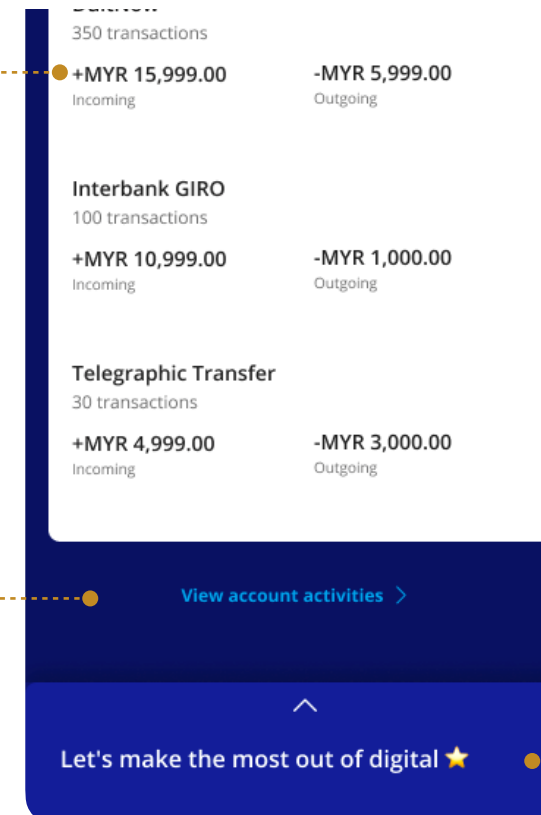 DuitNow
350 transactions
+MYR 15,999.00 -MYR 5,999.00
Incoming Outgoing
Interbank GIRO
100 transactions
+MYR 10,999.00 -MYR 1,000.00
Incoming Outgoing
Telegraphic Transfer
30 transactions
+MYR 4,999.00 -MYR 3,000.00
Incoming Outgoing
View account activities
Let's make the most out of digital ⭐